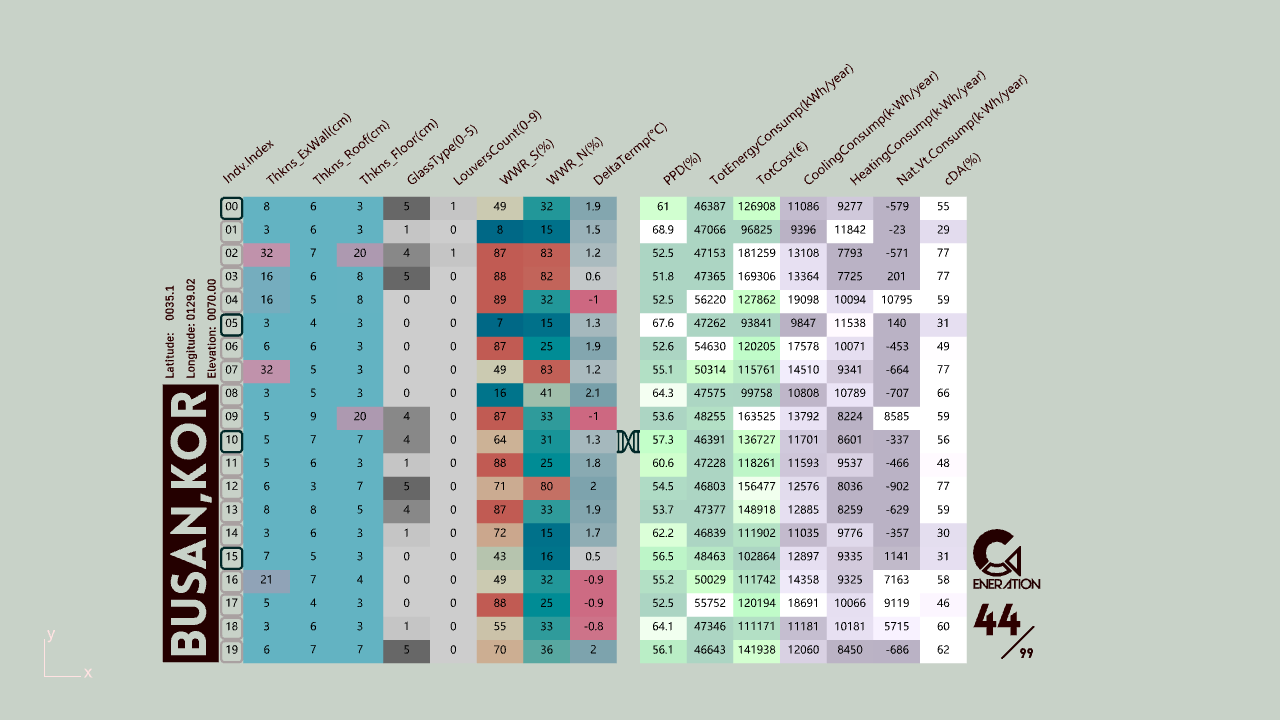 Indv.Index Thkns_ExWall(cm) Thkns_Roof(cm) Thkns_Floor(cm) GlassType(0-5) LouversCount(0-9) WWR_S(%) WWR_N(%) DeltaTermp(°C) PPD(%) TotEnergyConsump(kWh/year) TotCost(€) CoolingConsump(k·Wh/year) HeatingConsump(k·Wh/year) Nat.Vt.Consump(k·Wh/year) cDA(%)
00 8 6 3 5 1 49 32 1.9 61 46387 126908 11086 9277 -579 55
01 3 6 3 1 0 8 15 1.5 68.9 47066 96825 9396 11842 -23 29
02 32 7 20 4 1 87 83 1.2 52.5 47153 181259 13108 7793 -571 77
03 16 6 8 5 0 88 82 0.6 51.8 47365 169306 13364 7725 201 77
04 16 5 8 0 0 89 32 -1 52.5 56220 127862 19098 10094 10795 59
05 3 4 3 0 0 7 15 1.3 67.6 47262 93841 9847 11538 140 31
06 6 6 3 0 0 87 25 1.9 52.6 54630 120205 17578 10071 -453 49
07 32 5 3 0 0 49 83 1.2 55.1 50314 115761 14510 9341 -664 77
08 3 5 3 0 0 16 41 2.1 64.3 47575 99758 10808 10789 -707 66
09 5 9 20 4 0 87 33 -1 53.6 48255 163525 13792 8224 8585 59
10 5 7 7 4 0 64 31 1.3 57.3 46391 136727 11701 8601 -337 56
11 5 6 3 1 0 88 25 1.8 60.6 47228 118261 11593 9537 -466 48
12 6 3 7 5 0 71 80 2 54.5 46803 156477 12576 8036 -902 77
13 8 8 5 4 0 87 33 1.9 53.7 47377 148918 12885 8259 -629 59
14 3 6 3 1 0 72 15 1.7 62.2 46839 111902 11035 9776 -357 30
15 7 5 3 0 0 43 16 0.5 56.5 48463 102864 12897 9335 1141 31
16 21 7 4 0 0 49 32 -0.9 55.2 50029 111742 14358 9325 7163 58
17 5 4 3 0 0 88 25 -0.9 52.5 55752 120194 18691 10066 9119 46
18 3 6 3 1 0 55 33 -0.8 64.1 47346 111171 11181 10181 5715 60
19 6 7 7 5 0 70 36 2 56.1 46643 141938 12060 8450 -686 62
Latitude: 0035.1
Longitude: 0129.02
Elevation: 0070.00
BUSAN,KOR
G
ENERATION
44/99
y
x